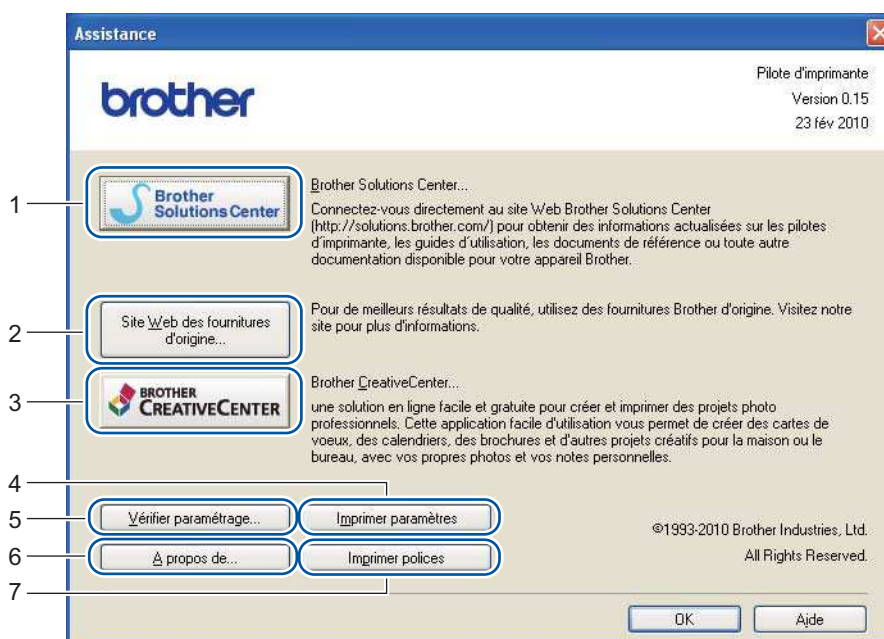 Assistance
brother
Pilote d'imprimante
Version 0.15
23 fév 2010
1
Brother
Solutions Center
Brother Solutions Center...
Connectez-vous directement au site Web Brother Solutions Center
(http://solutions.brother.com/) pour obtenir des informations actualisées sur les pilotes
d´imprimante, les guides d´utilisation, les documents de référence ou toute autre
documentation disponible pour votre appareil Brother.
2
Site Web des fournitures
d'origine...
Pour de meilleurs résultats de qualité, utilisez des fournitures Brother d'origine. Visitez notre
site pour plus d'informations.
3
BROTHER
CREATIVECENTER
Brother CreativeCenter...
une solution en ligne facile et gratuite pour créer et imprimer des projets photo
professionnels. Cette application facile d'utilisation vous permet de créer des cartes de
voeux, des calendriers, des brochures et d'autres projets créatifs pour la maison ou le
bureau, avec vos propres photos et vos notes personnelles.
4
5
Vérifier paramétrage...
Imprimer paramètres
©1993-2010 Brother Industries, Ltd.
6
A propos de...
Imprimer polices
All Rights Reserved.
7
OK
Aide